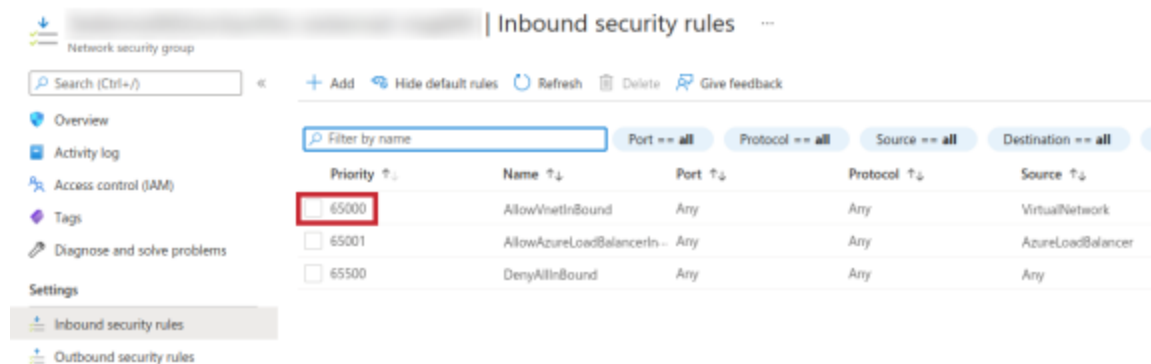 | Inbound security rules ...
Network security group
Search (Ctrl+/) «
Add Hide default rules Refresh Delete Give feedback
Overview
Activity log
Access control (IAM)
Tags
Diagnose and solve problems
Settings
Inbound security rules
Outbound security rules
Filter by name Port == all Protocol == all Source == all Destination == all
Priority ↑↓ Name ↑↓ Port ↑↓ Protocol ↑↓ Source ↑↓
65000 AllowVnetInBound Any Any VirtualNetwork
65001 AllowAzureLoadBalancerIn... Any Any AzureLoadBalancer
65500 DenyAllInBound Any Any Any